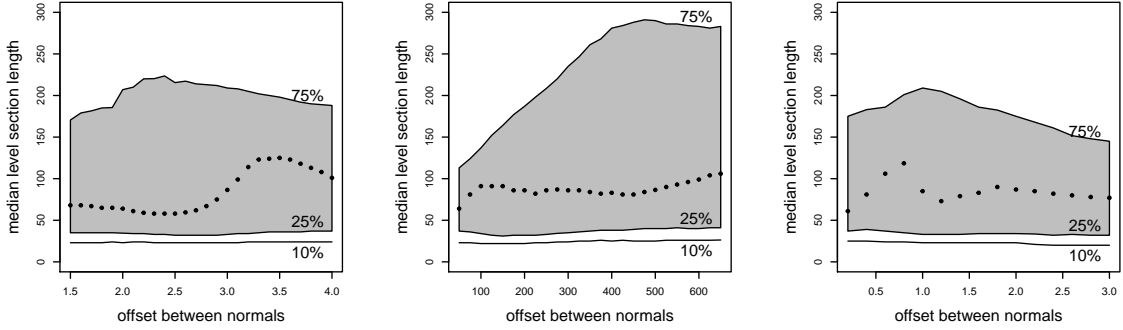 median level section length
0 50 100 150 200 250 300
75%
25%
10%
1.5 2.0 2.5 3.0 3.5 4.0
offset between normals
median level section length
0 50 100 150 200 250 300
75%
25%
10%
100 200 300 400 500 600
offset between normals
median level section length
0 50 100 150 200 250 300
75%
25%
10%
0.5 1.0 1.5 2.0 2.5 3.0
offset between normals